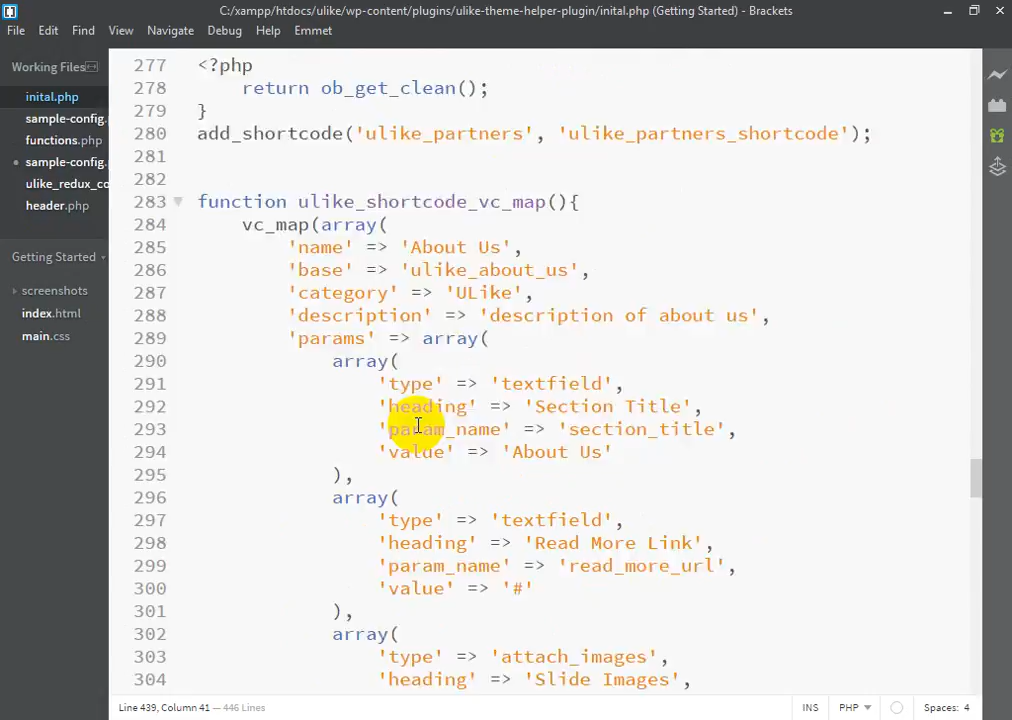 C:/xampp/htdocs/ulike/wp-content/plugins/ulike-theme-helper-plugin/inital.php (Getting Started) - Brackets
File Edit Find View Navigate Debug Help Emmet
Working Files
inital.php
sample-config.
functions.php
sample-config.
ulike_redux_co
header.php
Getting Started
screenshots
index.html
main.css
277 <?php
278 return ob_get_clean();
279 }
280 add_shortcode('ulike_partners', 'ulike_partners_shortcode');
281
282
283 function ulike_shortcode_vc_map(){
284 vc_map(array(
285 'name' => 'About Us',
286 'base' => 'ulike_about_us',
287 'category' => 'ULike',
288 'description' => 'description of about us',
289 'params' => array(
290 array(
291 'type' => 'textfield',
292 'heading' => 'Section Title',
293 'param_name' => 'section_title',
294 'value' => 'About Us'
295 ),
296 array(
297 'type' => 'textfield',
298 'heading' => 'Read More Link',
299 'param_name' => 'read_more_url',
300 'value' => '#'
301 ),
302 array(
303 'type' => 'attach_images',
304 'heading' => 'Slide Images',
Line 439, Column 41 — 446 Lines
INS PHP Spaces: 4